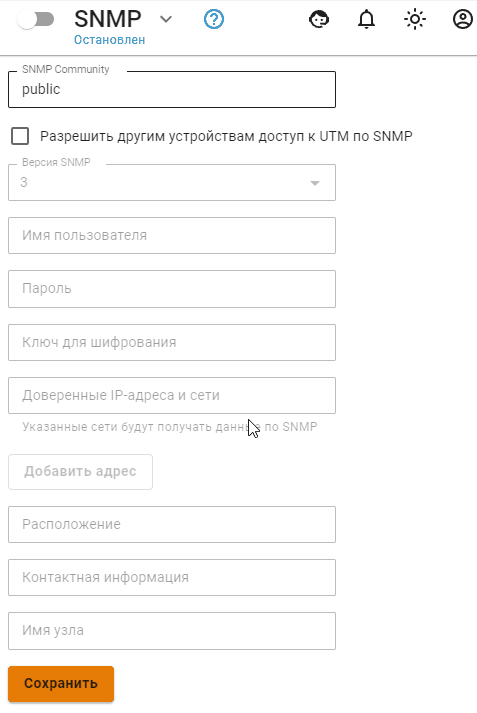 SNMP
Остановлен
SNMP Community
public
Разрешить другим устройствам доступ к UTM по SNMP
Версия SNMP
3
Имя пользователя
Пароль
Ключ для шифрования
Доверенные IP-адреса и сети
Указанные сети будут получать данные по SNMP
Добавить адрес
Расположение
Контактная информация
Имя узла
Сохранить